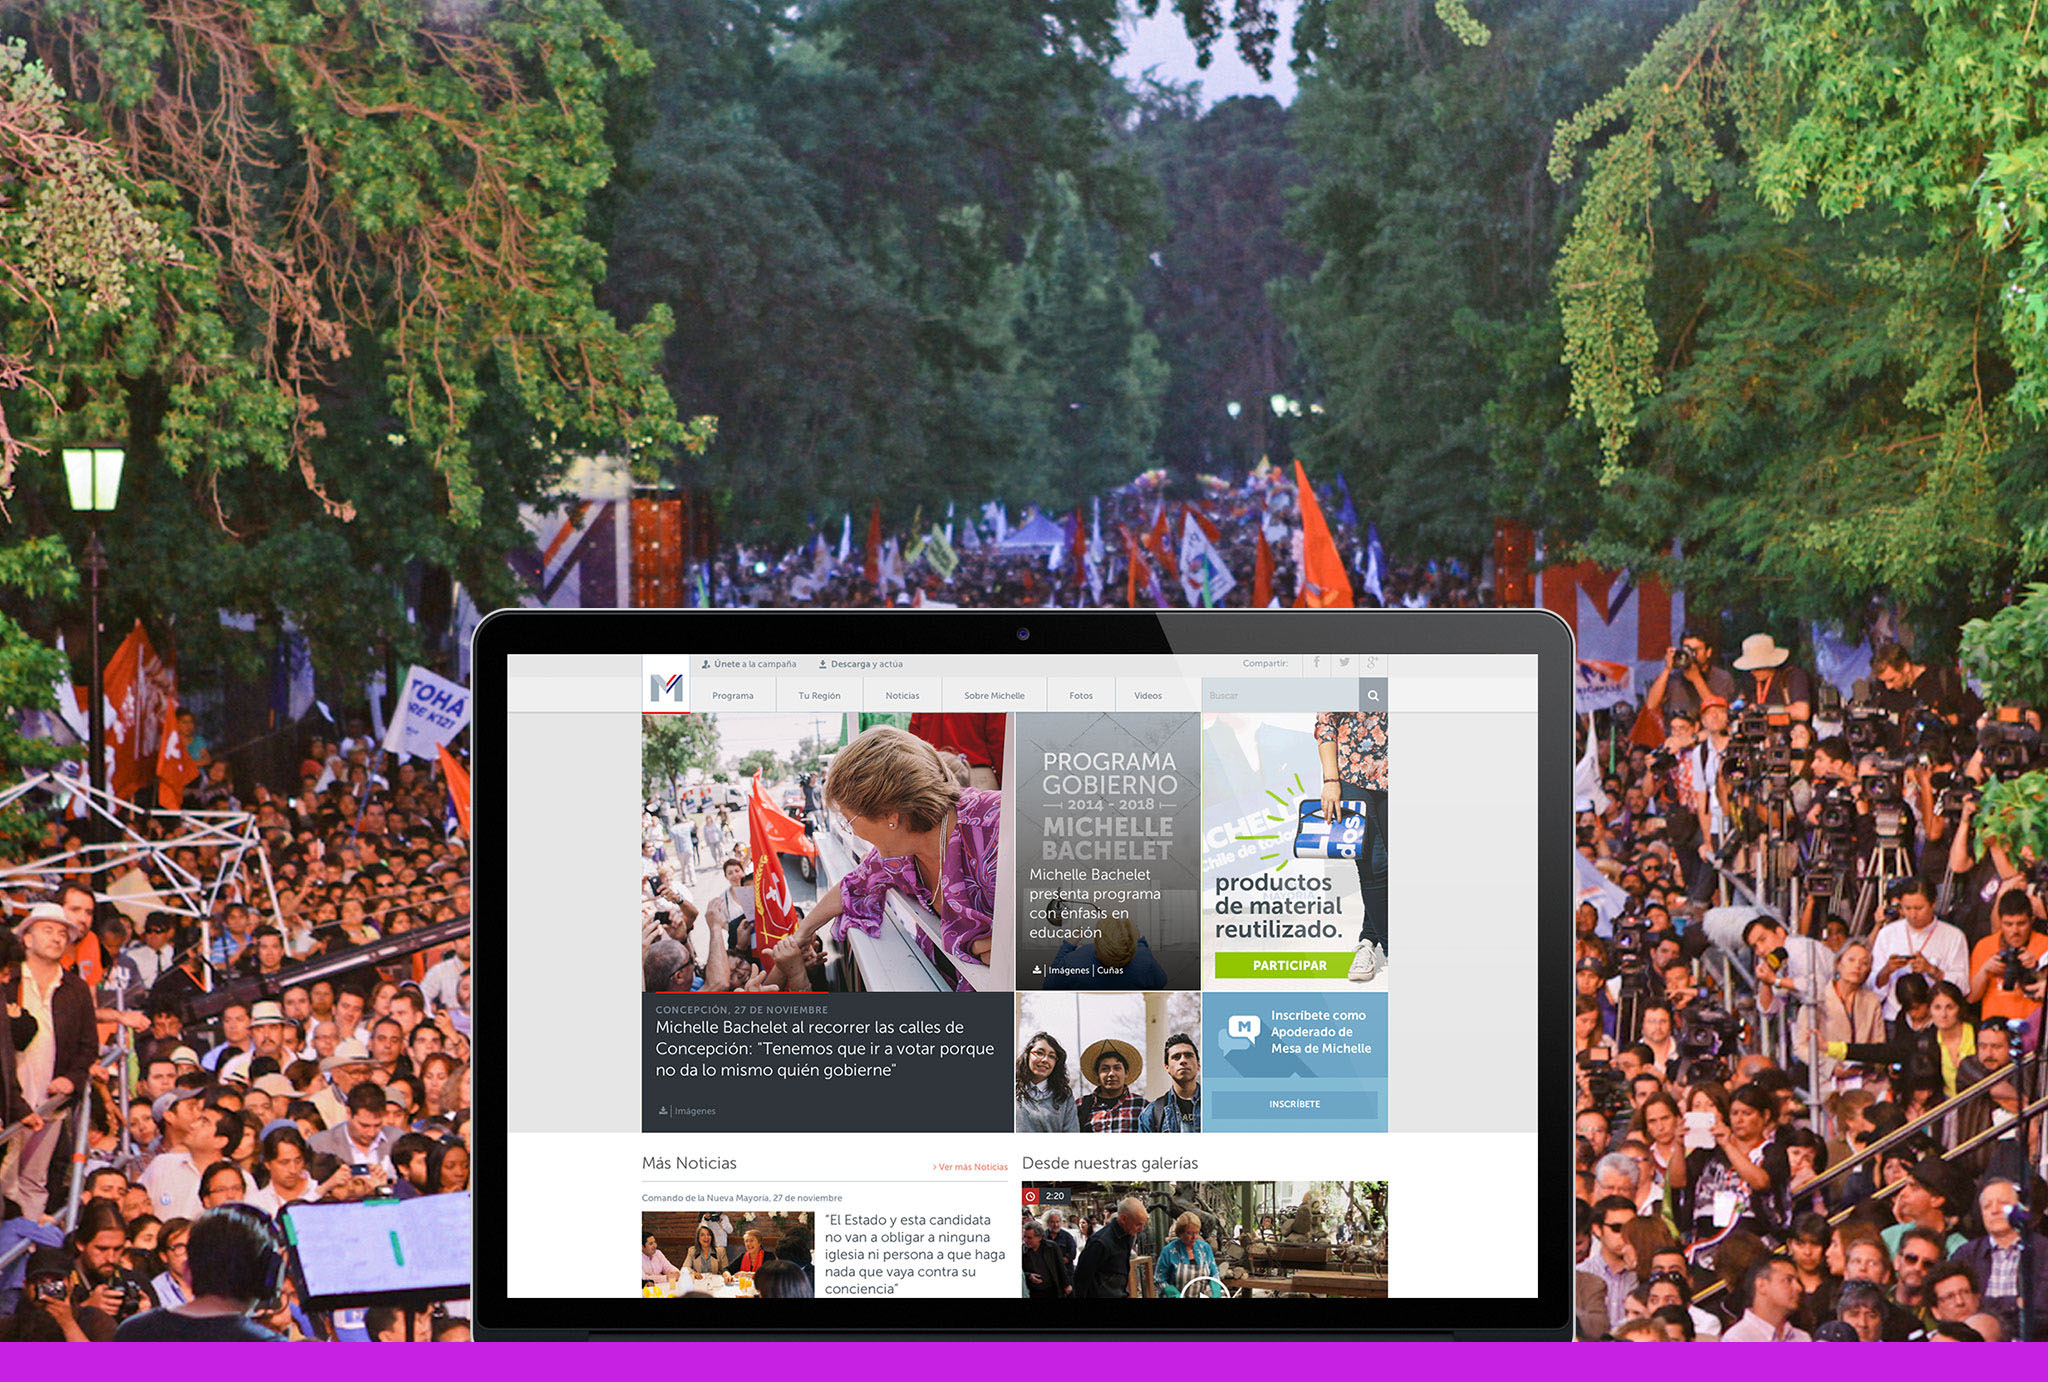 Únete a la campaña
Descarga y actúa
Compartir:
M
Programa
Tu Región
Noticias
Sobre Michelle
Fotos
Videos
Buscar
PROGRAMA
GOBIERNO
2014 - 2018
MICHELLE
BACHELET
Michelle Bachelet
presenta programa
con énfasis en
educación
Imágenes | Cuñas
productos
de material
reutilizado.
PARTICIPAR
CONCEPCIÓN, 27 DE NOVIEMBRE
Michelle Bachelet al recorrer las calles de
Concepción: "Tenemos que ir a votar porque
no da lo mismo quién gobierne"
Imágenes
M
Inscríbete como
Apoderado de
Mesa de Michelle
INSCRÍBETE
Más Noticias
> Ver más Noticias
Comando de la Nueva Mayoría, 27 de noviembre
“El Estado y esta candidata
no van a obligar a ninguna
iglesia ni persona a que haga
nada que vaya contra su
conciencia”
Desde nuestras galerías
2:20
TOHÁ